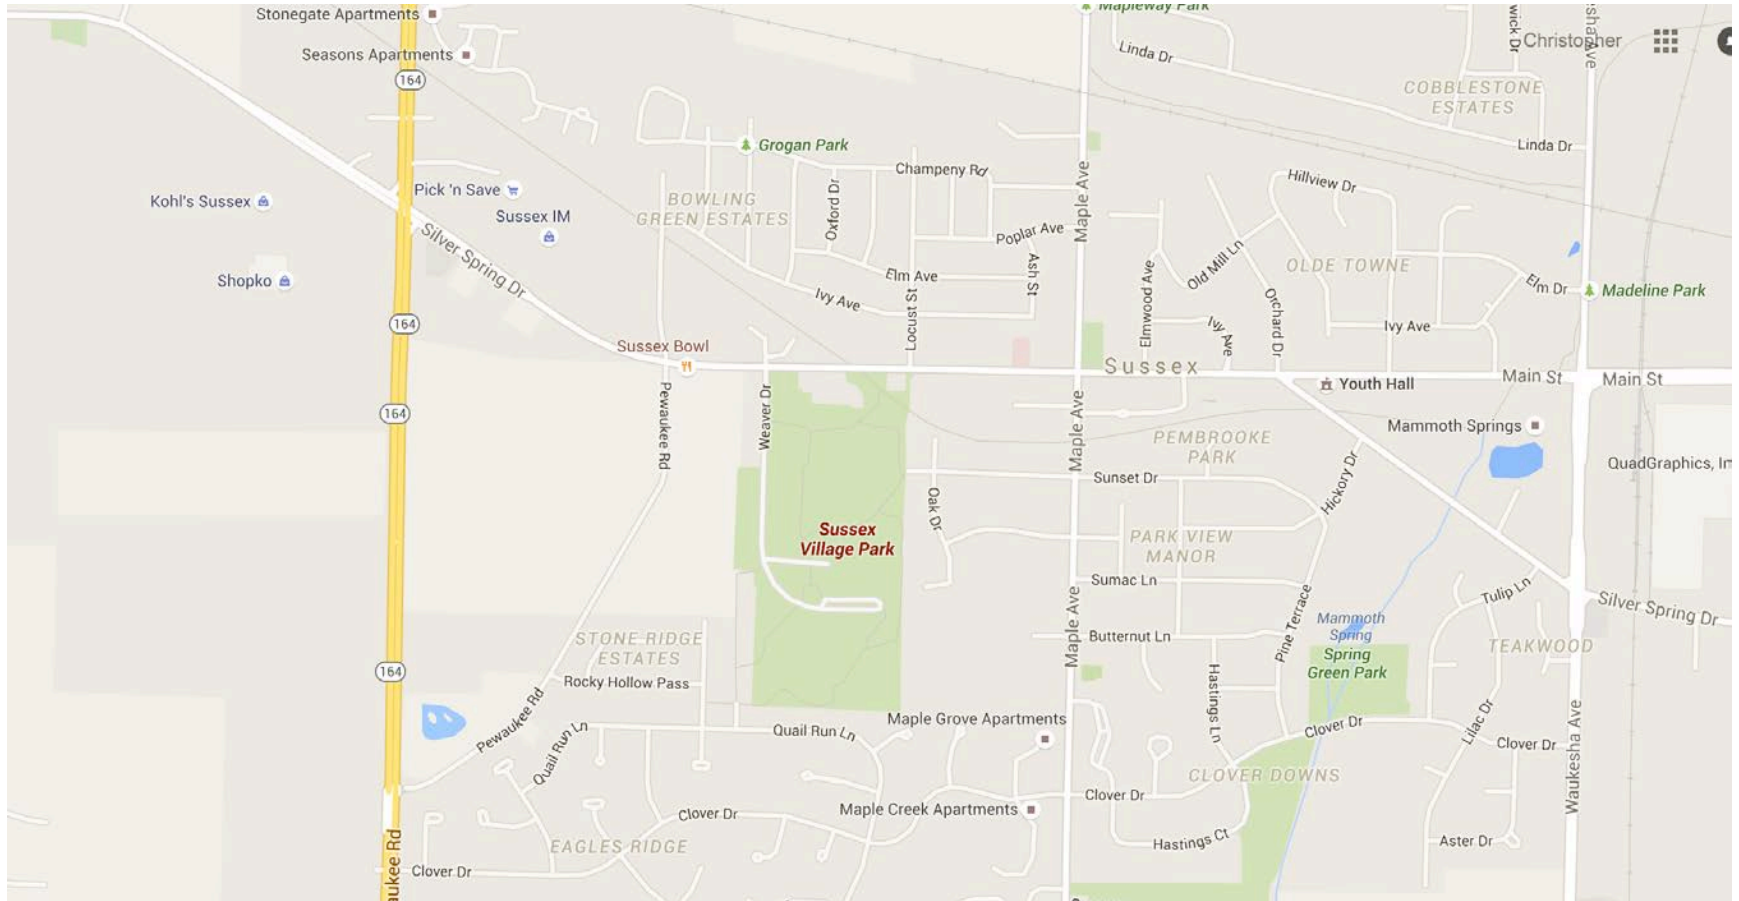 Stonegate Apartments
Mapleway Park
Christopher
Seasons Apartments
Linda Dr
164
COBBLESTONE
ESTATES
Linda Dr
Grogan Park
Champeny Rd
Maple Ave
Hillview Dr
Pick 'n Save
Kohl's Sussex
Sussex IM
BOWLING
GREEN ESTATES
Oxford Dr
Poplar Ave
Silver Spring Dr
Old Mill Ln
OLDE TOWNE
Shopko
Elm Ave
Ash St
Elm Dr
Madeline Park
Ivy Ave
Locust St
Elmwood Ave
Ivy Ave
Orchard Dr
Ivy Ave
164
Sussex Bowl
Sussex
Main St
Main St
Youth Hall
164
Pewaukee Rd
Weaver Dr
Maple Ave
PEMBROOKE
PARK
Mammoth Springs
QuadGraphics, In
Sunset Dr
Hickory Dr
Oak Dr
Sussex
Village Park
PARK VIEW
MANOR
Sumac Ln
Tulip Ln
Silver Spring Dr
Maple Ave
Butternut Ln
Pine Terrace
Mammoth
Spring
Spring
Green Park
TEAKWOOD
STONE RIDGE
ESTATES
164
Rocky Hollow Pass
Hastings Ln
Pewaukee Rd
Quail Run Ln
Quail Run Ln
Maple Grove Apartments
Clover Dr
Lilac Dr
Clover Dr
Waukesha Ave
CLOVER DOWNS
Clover Dr
Maple Creek Apartments
Clover Dr
Hastings Ct
Aster Dr
EAGLES RIDGE
Clover Dr
aukee Rd